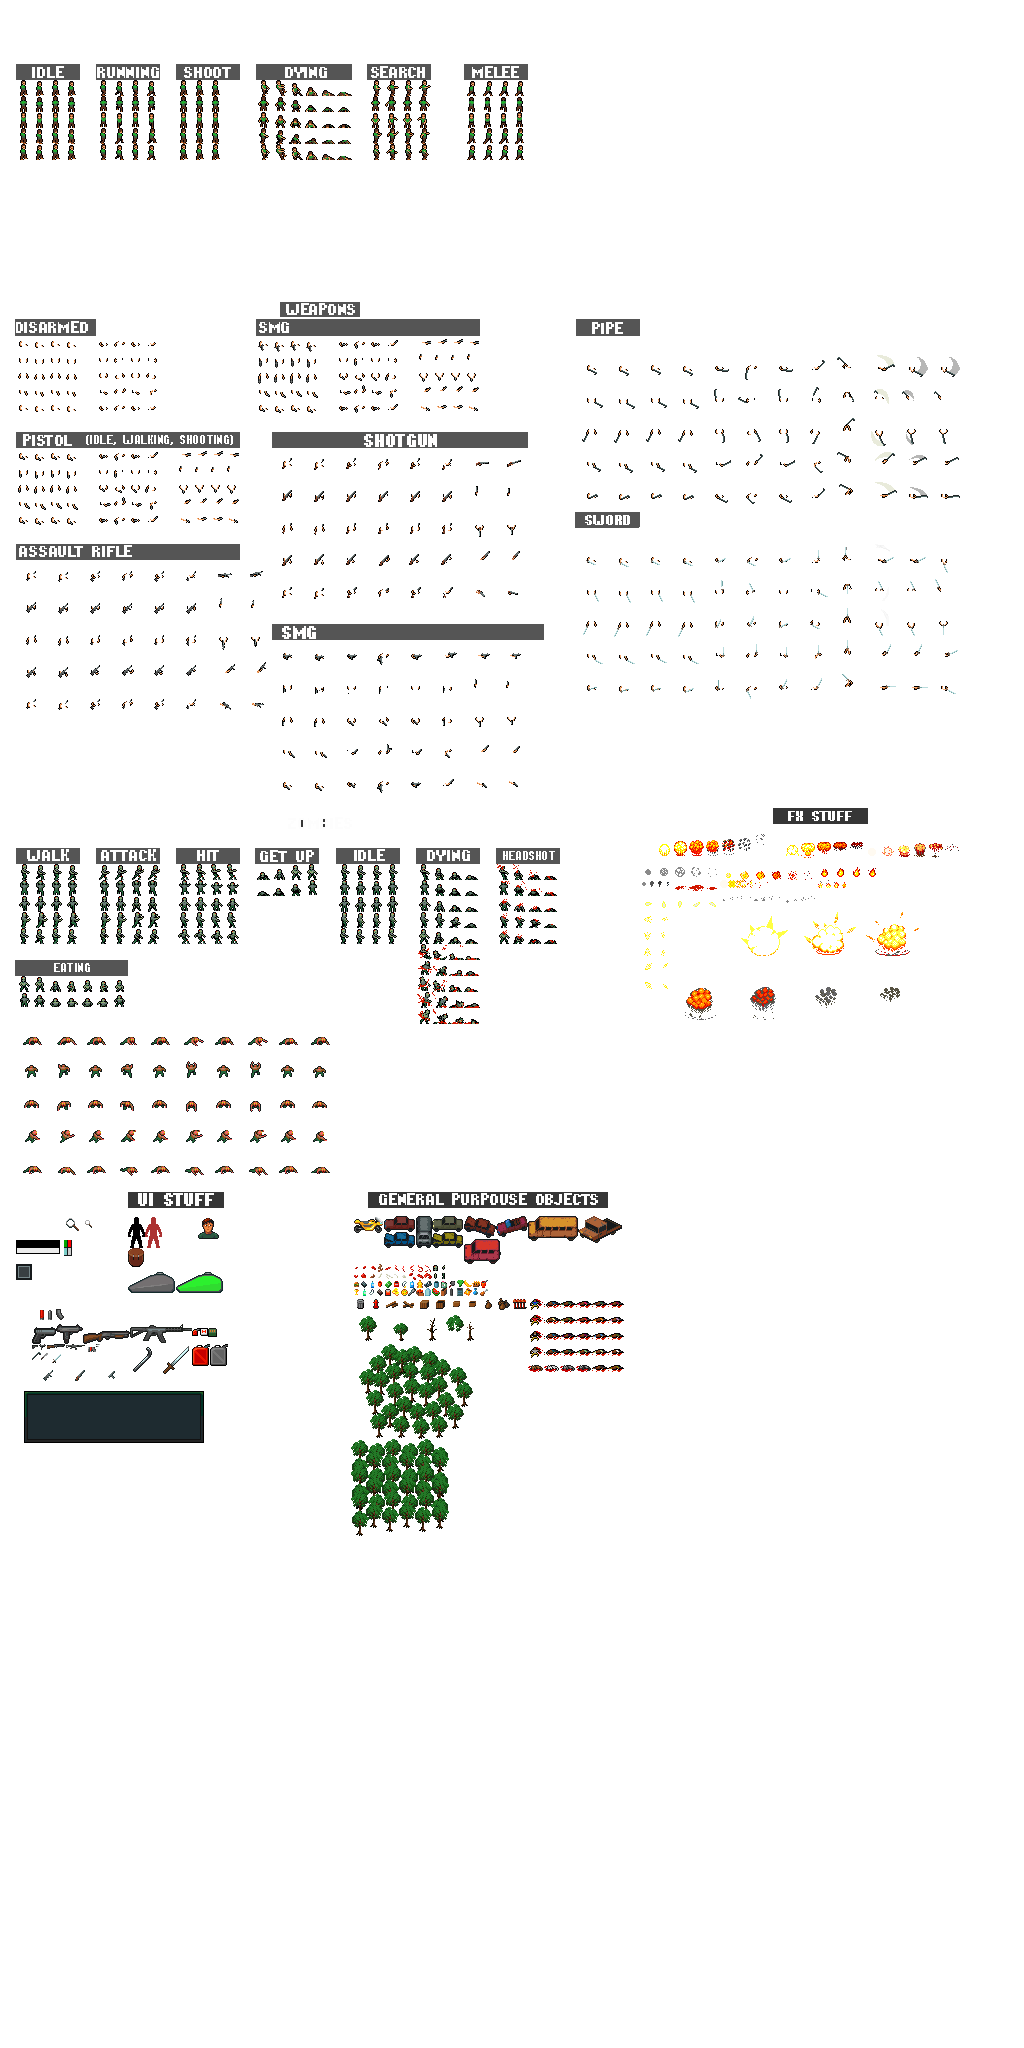 IDLE
RUNNING
SHOOT
DYING
SEARCH
MELEE
WEAPONS
DISARMED
SMG
PIPE
PISTOL (IDLE, WALKING, SHOOTING)
SHOTGUN
SWORD
ASSAULT RIFLE
SMG
FX STUFF
WALK
ATTACK
HIT
GET UP
IDLE
DYING
HEADSHOT
EATING
UI STUFF
GENERAL PURPOUSE OBJECTS